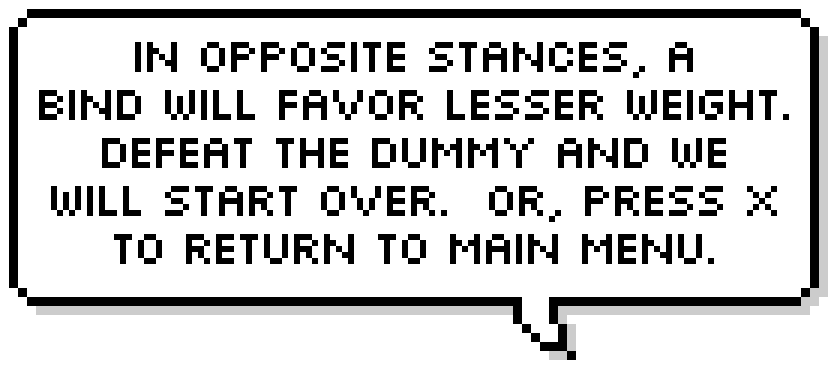 IN OPPOSITE STANCES, A
BIND WILL FAVOR LESSER WEIGHT.
DEFEAT THE DUMMY AND WE
WILL START OVER.  OR, PRESS X
TO RETURN TO MAIN MENU.